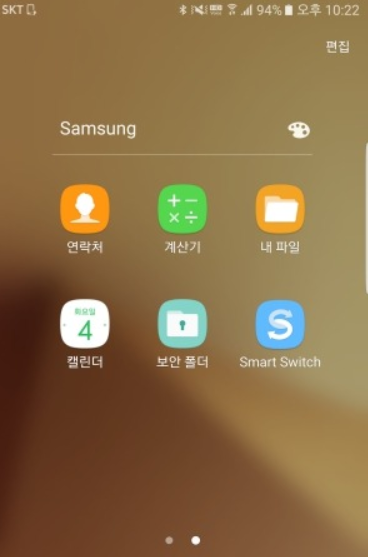 SKT 94% 오후 10:22
편집
Samsung
연락처 계산기 내 파일
화요일
4
캘린더 보안 폴더 Smart Switch